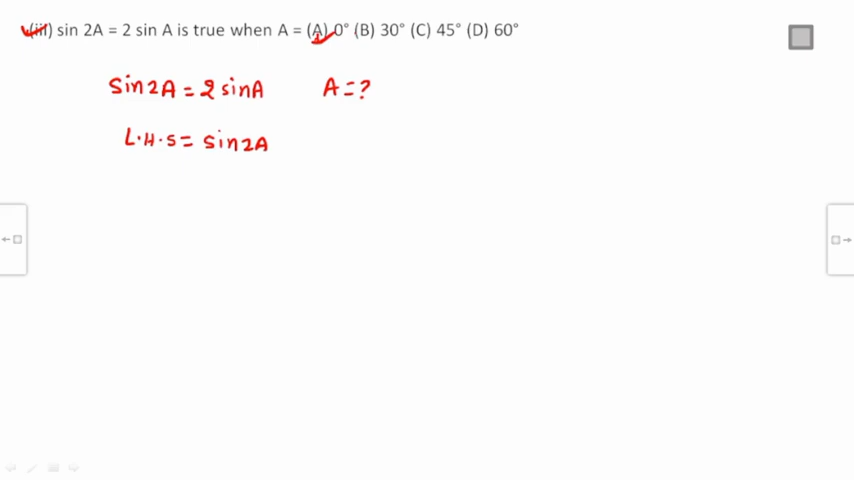 (iii) sin 2A = 2 sin A is true when A = (A) 0° (B) 30° (C) 45° (D) 60°
Sin2A = 2 sinA A=?
L.H.S = sin2A